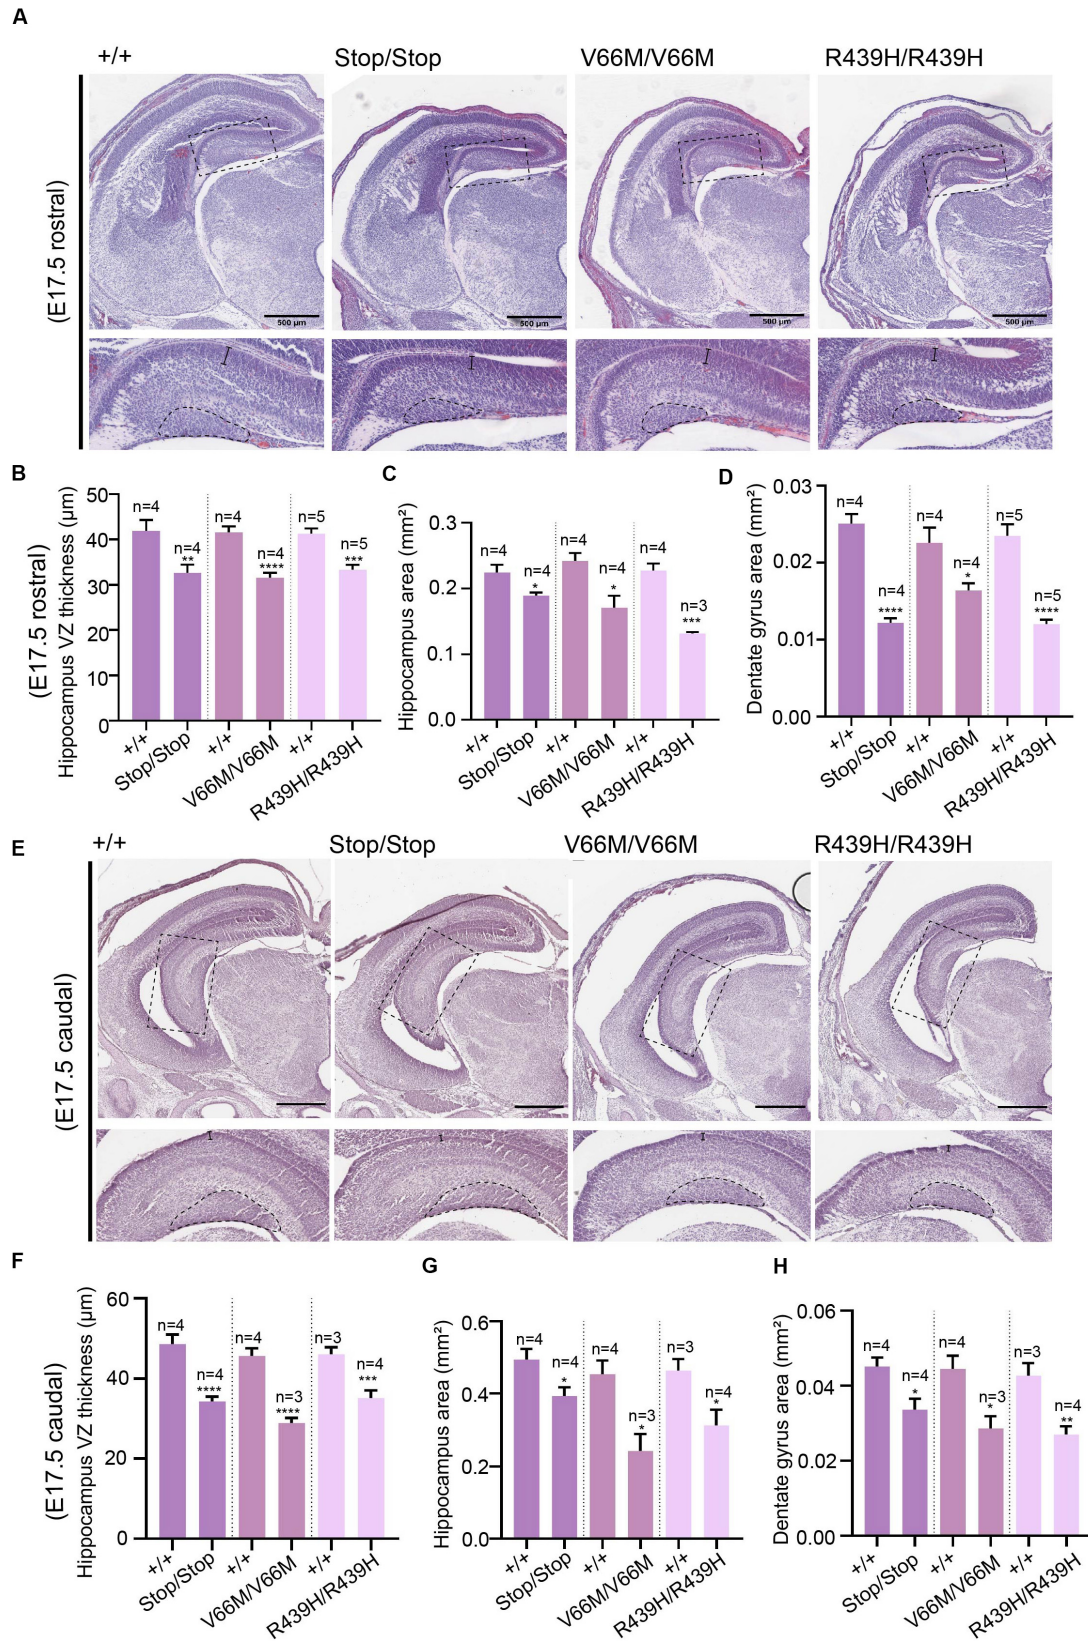 A
+/+
Stop/Stop
V66M/V66M
R439H/R439H
(E17.5 rostral)
500 µm
500 µm
500 µm
500 µm
B
(E17.5 rostral)
Hippocampus VZ thickness (µm)
50
40
30
20
10
0
n=4
n=4
**
n=4
n=4
****
n=5
n=5
***
+/+
Stop/Stop
+/+
V66M/V66M
+/+
R439H/R439H
C
Hippocampus area (mm²)
0.3
0.2
0.1
0.0
n=4
n=4
*
n=4
n=4
*
n=4
n=3
***
+/+
Stop/Stop
+/+
V66M/V66M
+/+
R439H/R439H
D
Dentate gyrus area (mm²)
0.03
0.02
0.01
0.00
n=4
n=4
****
n=4
n=4
*
n=5
n=5
****
+/+
Stop/Stop
+/+
V66M/V66M
+/+
R439H/R439H
E
+/+
Stop/Stop
V66M/V66M
R439H/R439H
(E17.5 caudal)
F
(E17.5 caudal)
Hippocampus VZ thickness (µm)
60
40
20
0
n=4
n=4
****
n=4
n=3
****
n=3
n=4
***
+/+
Stop/Stop
+/+
V66M/V66M
+/+
R439H/R439H
G
Hippocampus area (mm²)
0.6
0.4
0.2
0.0
n=4
n=4
*
n=4
n=3
*
n=3
n=4
*
+/+
Stop/Stop
+/+
V66M/V66M
+/+
R439H/R439H
H
Dentate gyrus area (mm²)
0.06
0.04
0.02
0.00
n=4
n=4
*
n=4
n=3
*
n=3
n=4
**
+/+
Stop/Stop
+/+
V66M/V66M
+/+
R439H/R439H